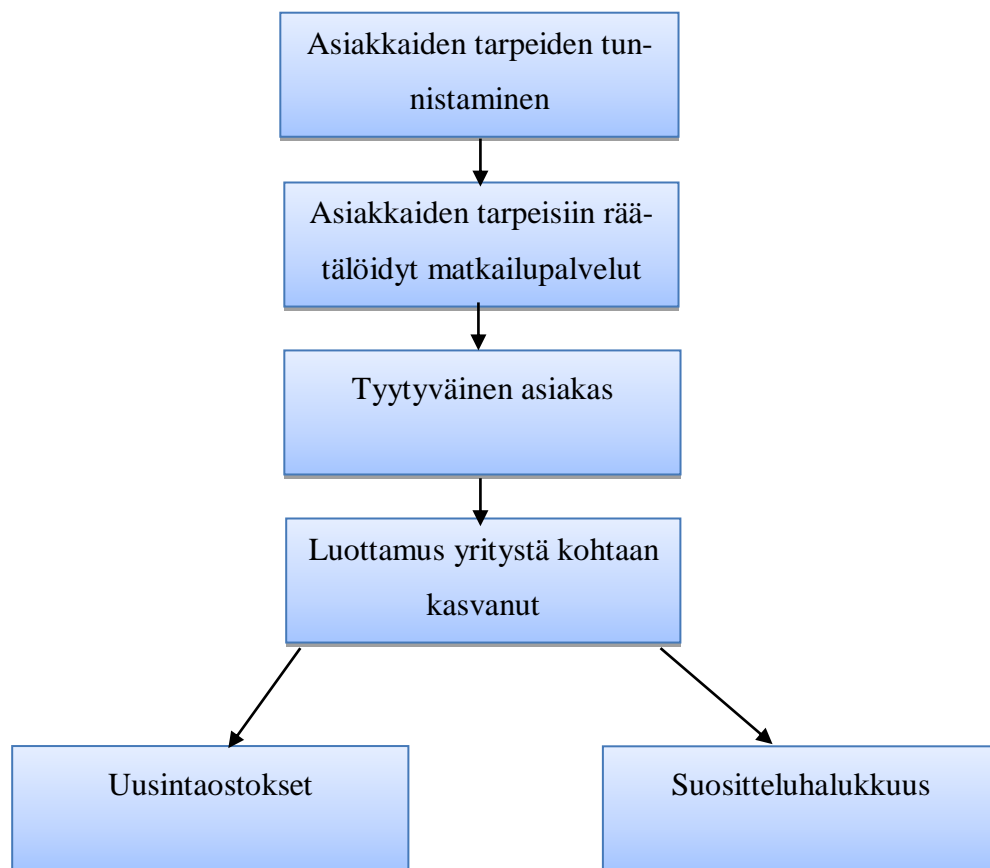 Asiakkaiden tarpeiden tun-
nistaminen
Asiakkaiden tarpeisiin rää-
tälöidyt matkailupalvelut
Tyytyväinen asiakas
Luottamus yritystä kohtaan
kasvanut
Uusintaostokset
Suositteluhalukkuus